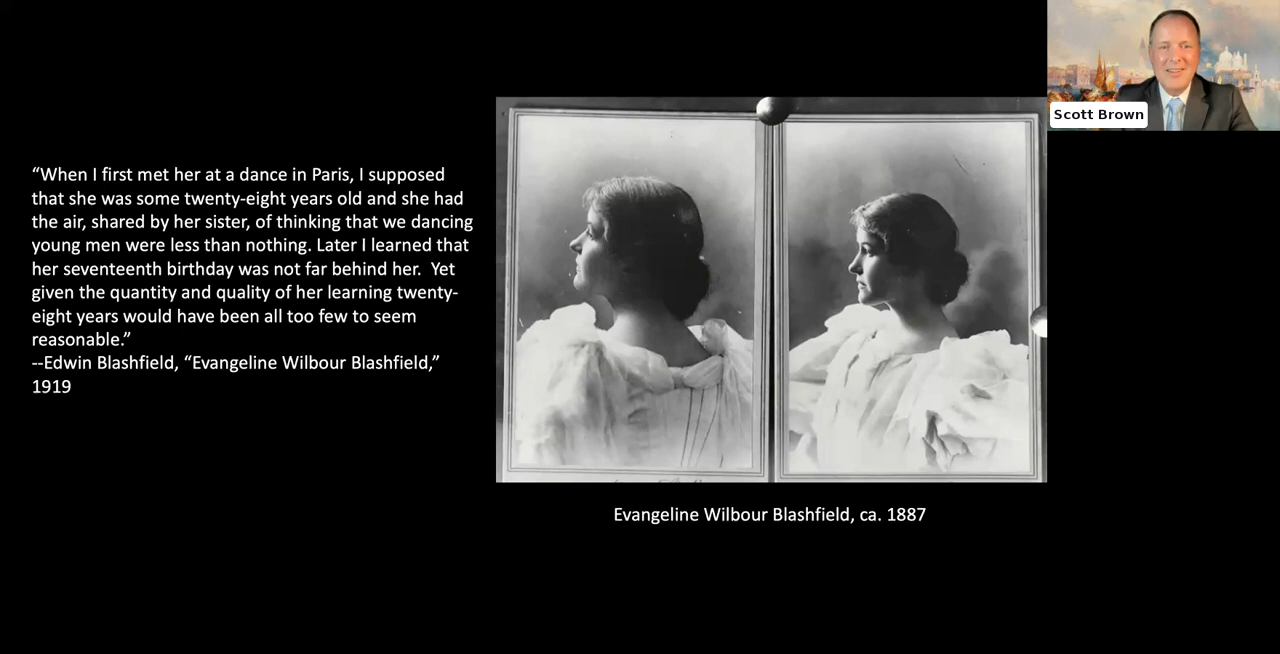 “When I first met her at a dance in Paris, I supposed
that she was some twenty-eight years old and she had
the air, shared by her sister, of thinking that we dancing
young men were less than nothing. Later I learned that
her seventeenth birthday was not far behind her.  Yet
given the quantity and quality of her learning twenty-
eight years would have been all too few to seem
reasonable.”
--Edwin Blashfield, “Evangeline Wilbour Blashfield,”
1919
Evangeline Wilbour Blashfield, ca. 1887
Scott Brown